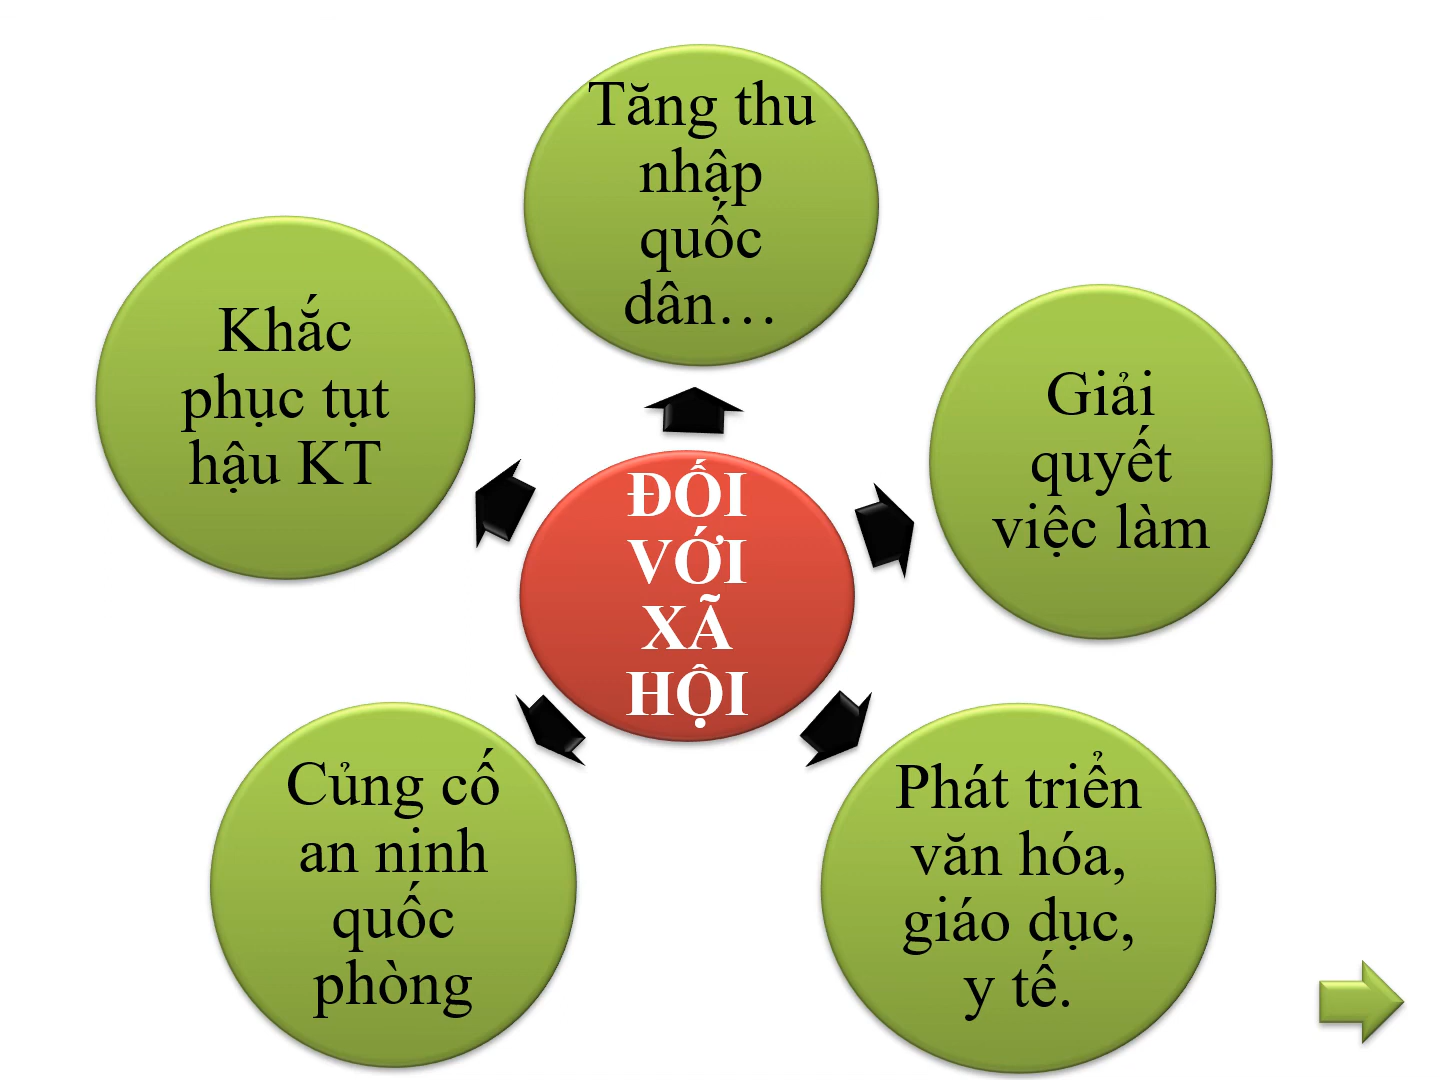 Tăng thu
nhập
quốc
dân…
Khắc
phục tụt
hậu KT
Giải
quyết
việc làm
ĐỐI
VỚI
XÃ
HỘI
Củng cố
an ninh
quốc
phòng
Phát triển
văn hóa,
giáo dục,
y tế.